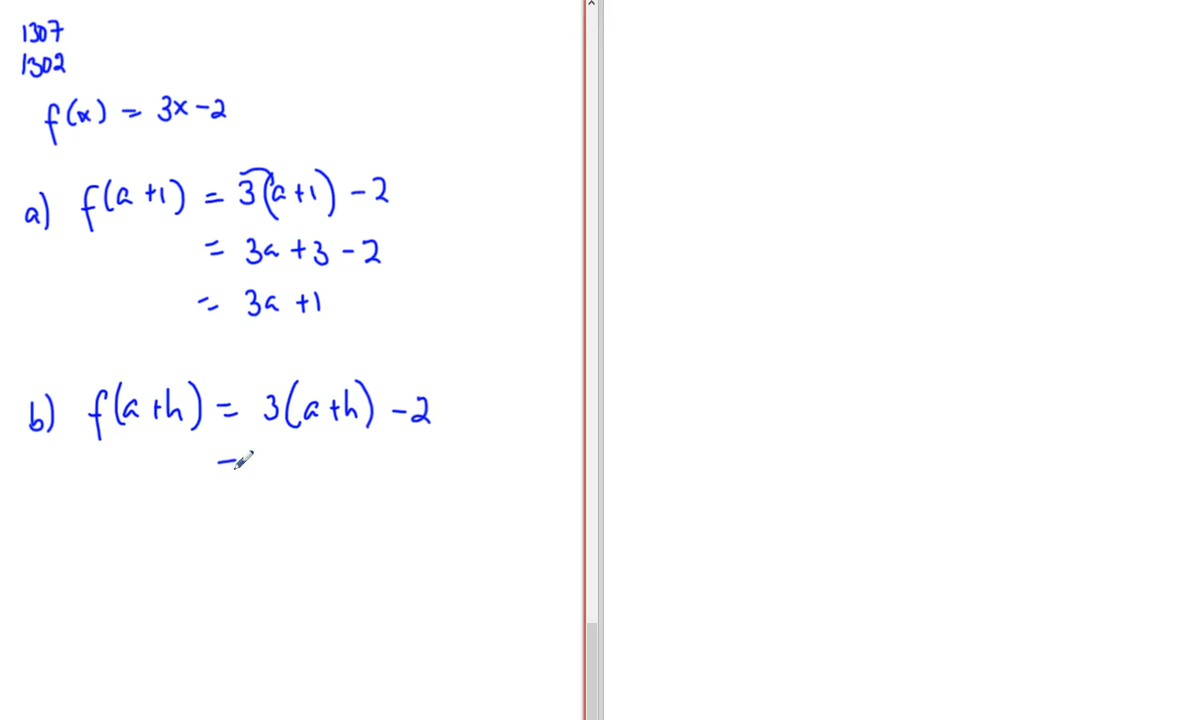 1307
1302
f(x) = 3x - 2
a) f(a+1) = 3(a+1) - 2
= 3a + 3 - 2
= 3a + 1
b) f(a+h) = 3(a+h) - 2